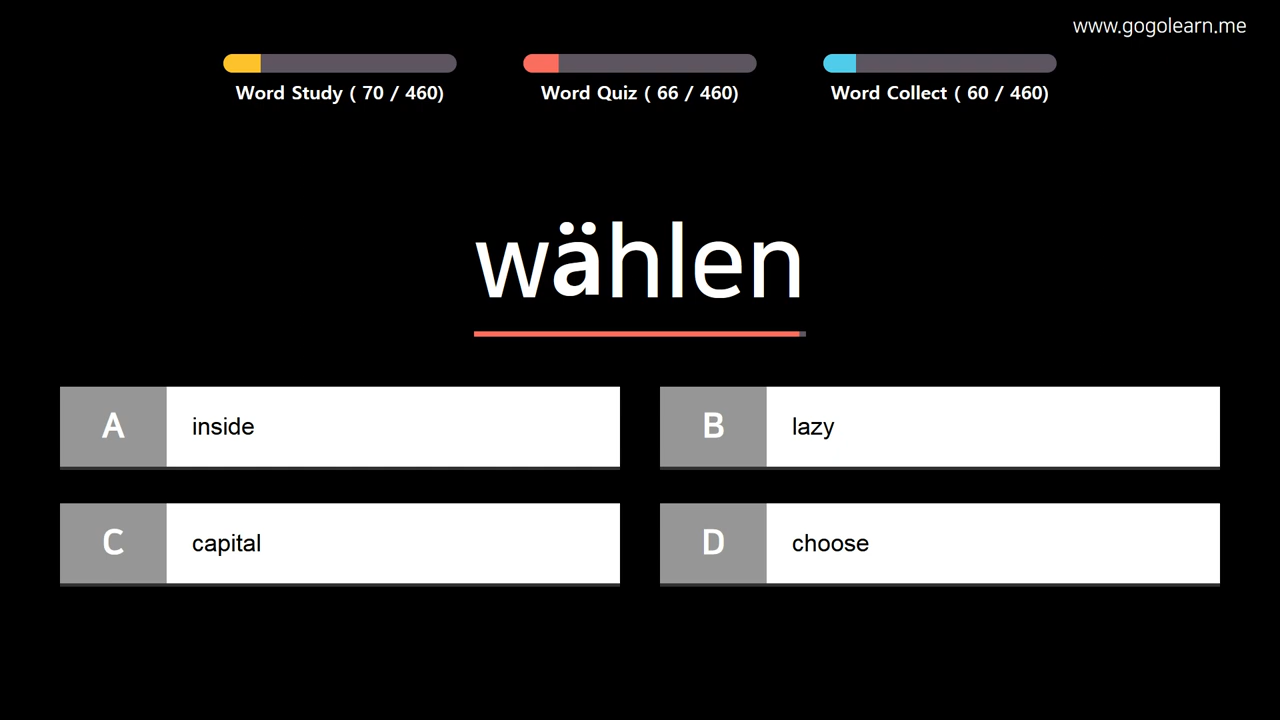 www.gogolearn.me
Word Study ( 70 / 460)
Word Quiz ( 66 / 460)
Word Collect ( 60 / 460)
wählen
A inside
B lazy
C capital
D choose